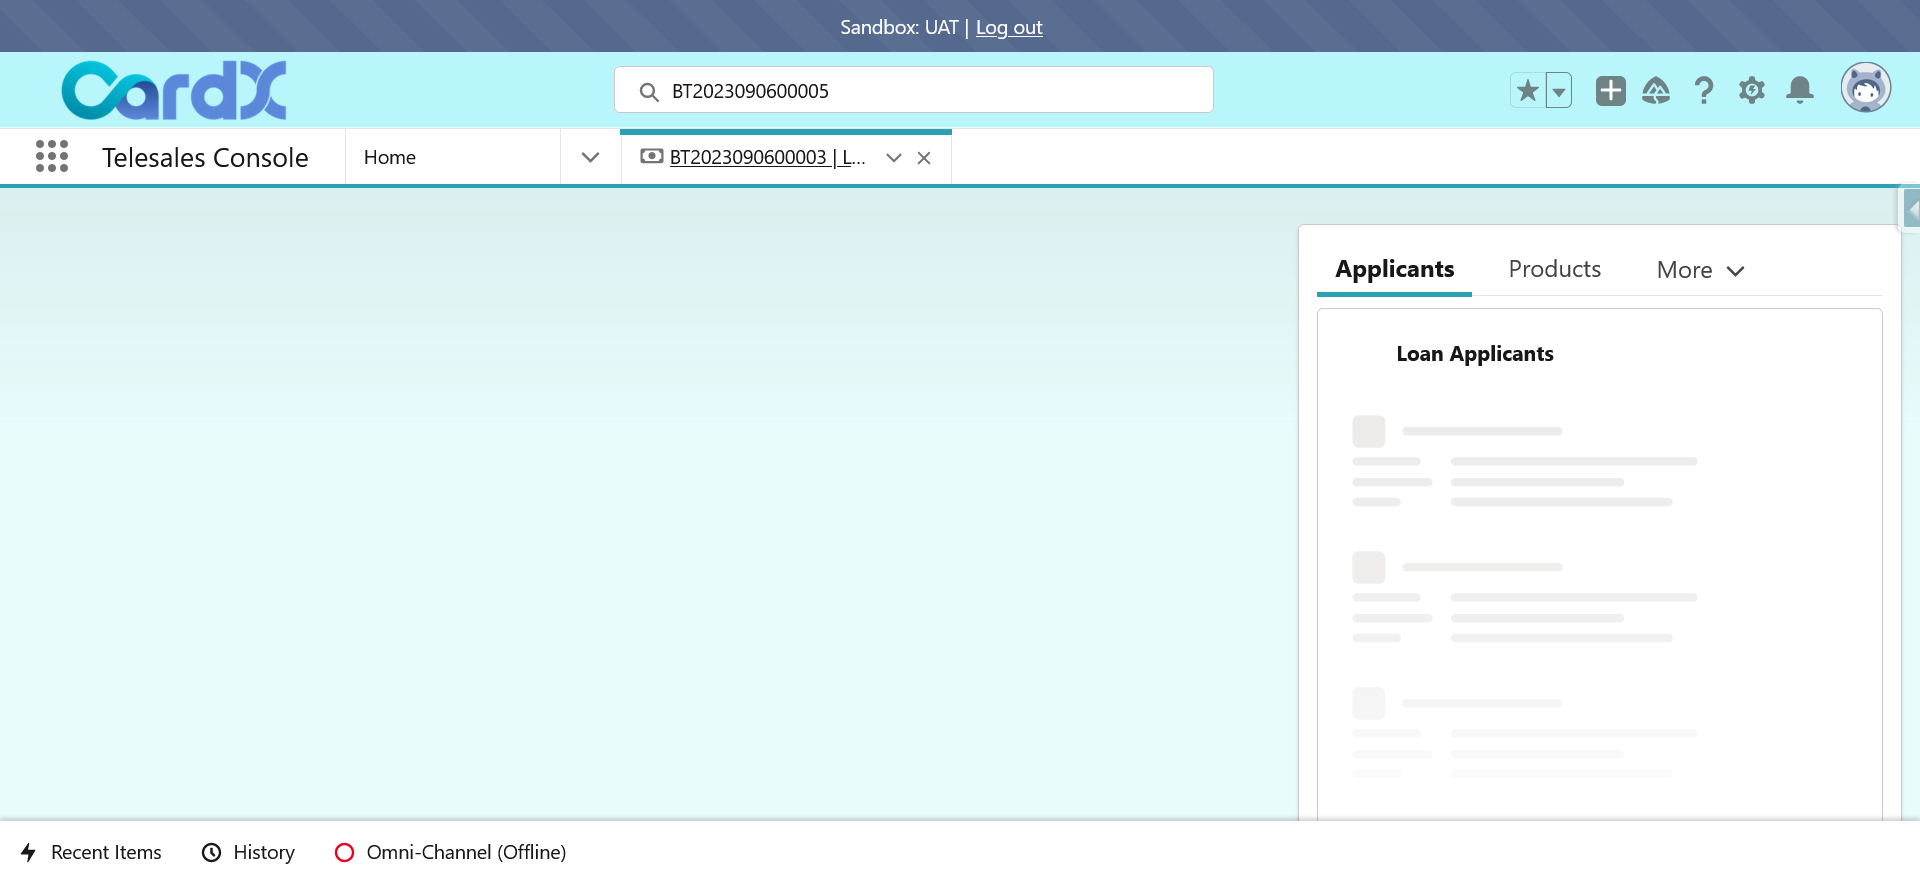 Sandbox: UAT | Log out
CardX
BT2023090600005
Telesales Console
Home
BT2023090600003 | L...
Applicants
Products
More
Loan Applicants
Recent Items
History
Omni-Channel (Offline)